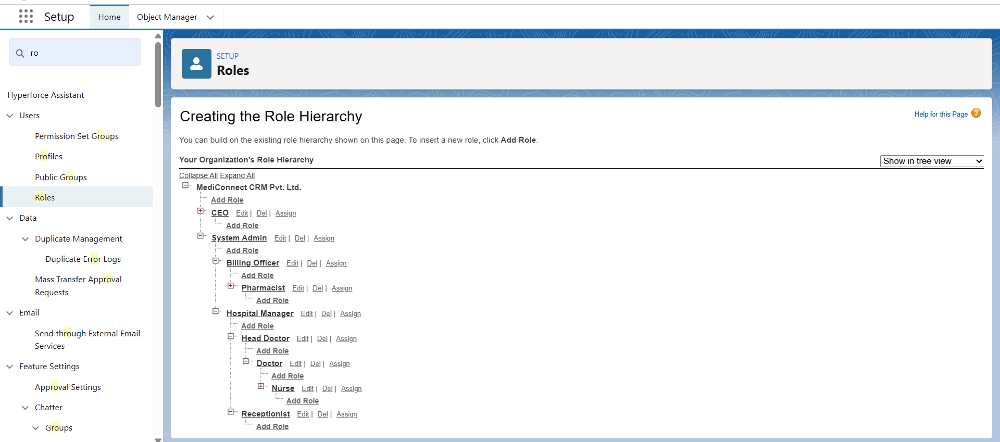 Setup
Home
Object Manager
ro
Hyperforce Assistant
Users
Permission Set Groups
Profiles
Public Groups
Roles
Data
Duplicate Management
Duplicate Error Logs
Mass Transfer Approval
Requests
Email
Send through External Email
Services
Feature Settings
Approval Settings
Chatter
Groups
SETUP
Roles
Creating the Role Hierarchy
Help for this Page ?
You can build on the existing role hierarchy shown on this page. To insert a new role, click Add Role.
Your Organization's Role Hierarchy
Show in tree view
Collapse All Expand All
MediConnect CRM Pvt. Ltd.
Add Role
CEO Edit | Del | Assign
Add Role
System Admin Edit | Del | Assign
Add Role
Billing Officer Edit | Del | Assign
Add Role
Pharmacist Edit | Del | Assign
Add Role
Hospital Manager Edit | Del | Assign
Add Role
Head Doctor Edit | Del | Assign
Add Role
Doctor Edit | Del | Assign
Add Role
Nurse Edit | Del | Assign
Add Role
Receptionist Edit | Del | Assign
Add Role